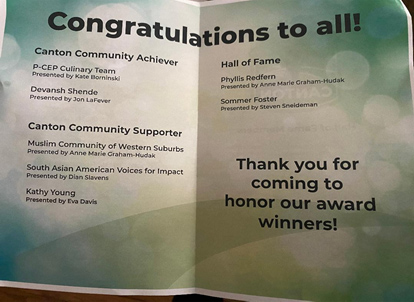 Congratulations to all!
Canton Community Achiever
P-CEP Culinary Team
Presented by Kate Borninski
Devansh Shende
Presented by Jon LaFever
Canton Community Supporter
Muslim Community of Western Suburbs
Presented by Anne Marie Graham-Hudak
South Asian American Voices for Impact
Presented by Dian Slavens
Kathy Young
Presented by Eva Davis
Hall of Fame
Phyllis Redfern
Presented by Anne Marie Graham-Hudak
Sommer Foster
Presented by Steven Sneideman
Thank you for
coming to
honor our award
winners!